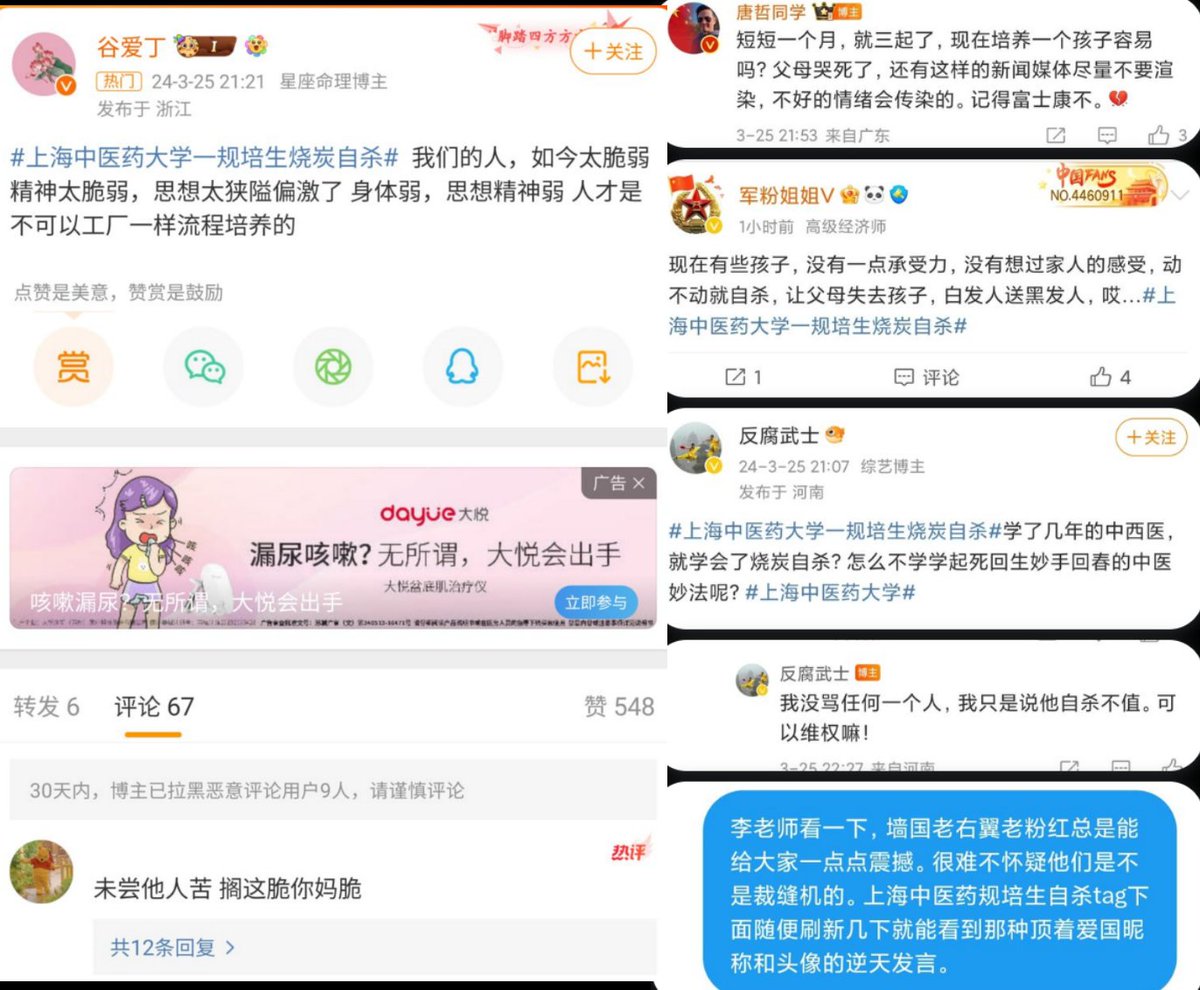 谷爱丁
I
脚踏四方方
+关注
热门 24-3-25 21:21 星座命理博主
发布于 浙江
#上海中医药大学一规培生烧炭自杀# 我们的人，如今太脆弱
精神太脆弱，思想太狭隘偏激了 身体弱，思想精神弱 人才是
不可以工厂一样流程培养的
点赞是美意，赞赏是鼓励
赏
广告 ×
dayue大悦
漏尿咳嗽？无所谓，大悦会出手
大悦盆底肌治疗仪
咳嗽漏尿？无所谓，大悦会出手
立即参与
转发 6 评论 67 赞 548
30天内，博主已拉黑恶意评论用户9人，请谨慎评论
热评
未尝他人苦 搁这脆你妈脆
共12条回复 >
唐哲同学 博主
短短一个月，就三起了，现在培养一个孩子容易
吗？父母哭死了，还有这样的新闻媒体尽量不要渲
染，不好的情绪会传染的。记得富士康不。💔
3-25 21:53 来自广东 3
军粉姐姐V
中国FANS
NO.4460911
1小时前 高级经济师
现在有些孩子，没有一点承受力，没有想过家人的感受，动
不动就自杀，让父母失去孩子，白发人送黑发人，哎...#上
海中医药大学一规培生烧炭自杀#
1 评论 4
反腐武士
+关注
24-3-25 21:07 综艺博主
发布于 河南
#上海中医药大学一规培生烧炭自杀#学了几年的中西医，
就学会了烧炭自杀？怎么不学学起死回生妙手回春的中医
妙法呢？#上海中医药大学#
反腐武士 博主
我没骂任何一个人，我只是说他自杀不值。可
以维权嘛！
3-25 22:27 来自河南
李老师看一下，墙国老右翼老粉红总是能
给大家一点点震撼。很难不怀疑他们是不
是裁缝机的。上海中医药规培生自杀tag下
面随便刷新几下就能看到那种顶着爱国昵
称和头像的逆天发言。